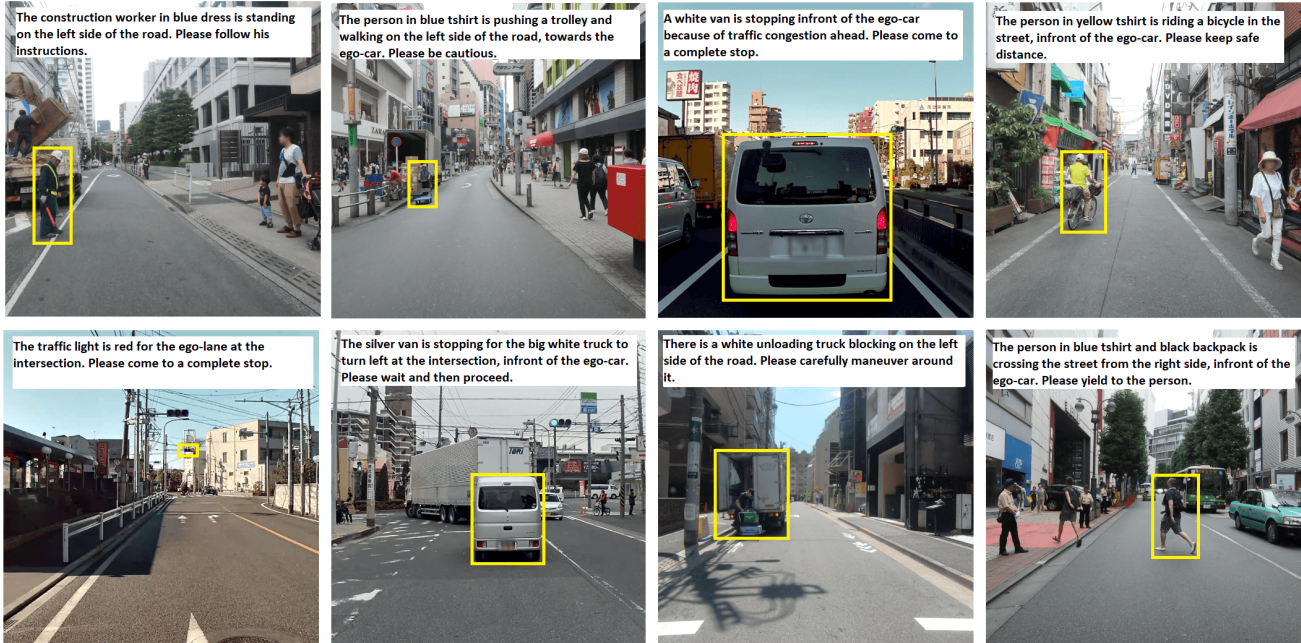 The construction worker in blue dress is standing
on the left side of the road. Please follow his
instructions.
The person in blue tshirt is pushing a trolley and
walking on the left side of the road, towards the
ego-car. Please be cautious.
A white van is stopping infront of the ego-car
because of traffic congestion ahead. Please come to
a complete stop.
The person in yellow tshirt is riding a bicycle in the
street, infront of the ego-car. Please keep safe
distance.
ZARA
焼肉
食べ放題
The traffic light is red for the ego-lane at the
intersection. Please come to a complete stop.
The silver van is stopping for the big white truck to
turn left at the intersection, infront of the ego-car.
Please wait and then proceed.
There is a white unloading truck blocking on the left
side of the road. Please carefully maneuver around
it.
The person in blue tshirt and black backpack is
crossing the street from the right side, infront of the
ego-car. Please yield to the person.